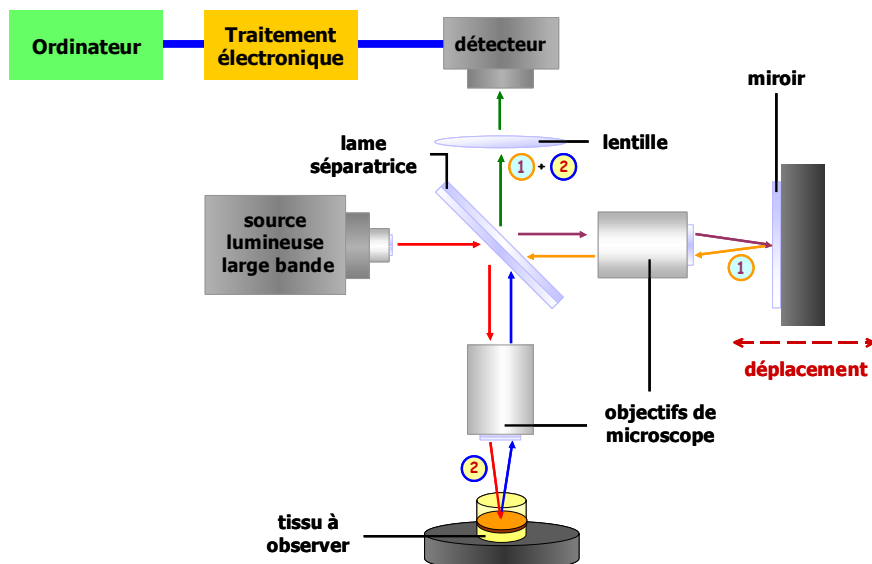 Ordinateur
Traitement
électronique
détecteur
miroir
lame
séparatrice
lentille
1 + 2
source
lumineuse
large bande
1
déplacement
objectifs de
microscope
2
tissu à
observer